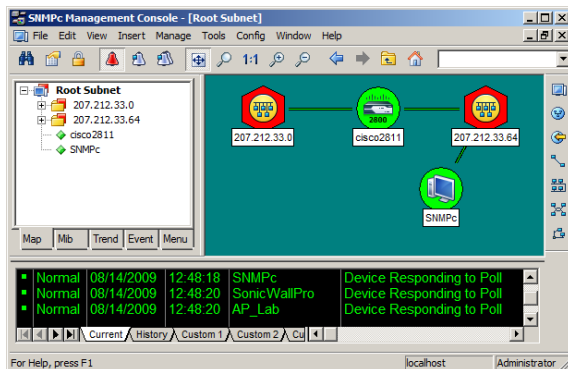 SNMPc Management Console - [Root Subnet]
File Edit View Insert Manage Tools Config Window Help
1:1
Root Subnet
207.212.33.0
207.212.33.64
cisco2811
SNMPc
Map Mib Trend Event Menu
2800
207.212.33.0 cisco2811 207.212.33.64
SNMPc
Normal 08/14/2009 12:48:18 SNMPc Device Responding to Poll
Normal 08/14/2009 12:48:20 SonicWallPro Device Responding to Poll
Normal 08/14/2009 12:48:20 AP_Lab Device Responding to Poll
Current History Custom 1 Custom 2 Cu
For Help, press F1 localhost Administrator